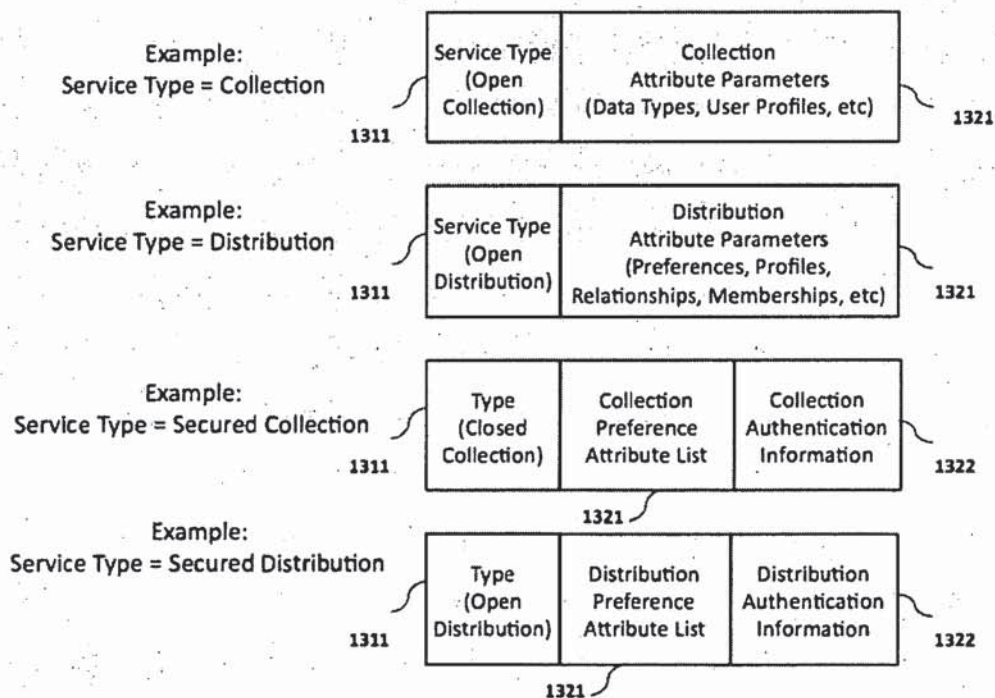 Example:
Service Type = Collection
Service Type
(Open
Collection)
Collection
Attribute Parameters
(Data Types, User Profiles, etc)
1311
1321
Example:
Service Type = Distribution
Service Type
(Open
Distribution)
Distribution
Attribute Parameters
(Preferences, Profiles,
Relationships, Memberships, etc)
1311
1321
Example:
Service Type = Secured Collection
Type
(Closed
Collection)
Collection
Preference
Attribute List
Collection
Authentication
Information
1311
1322
1321
Example:
Service Type = Secured Distribution
Type
(Open
Distribution)
Distribution
Preference
Attribute List
Distribution
Authentication
Information
1311
1322
1321